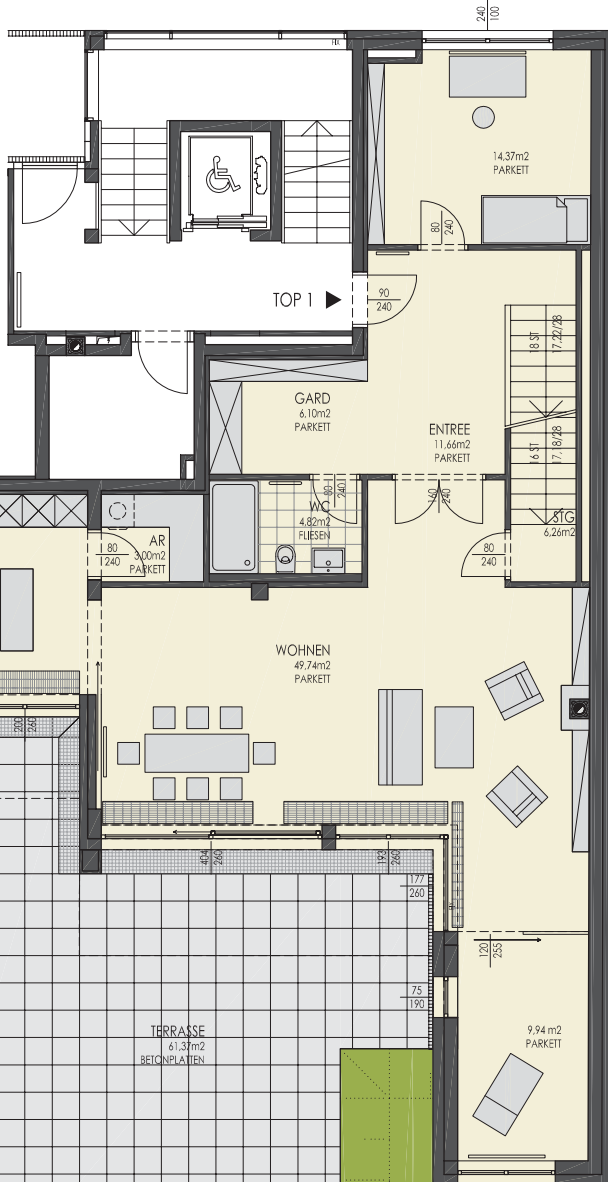 240
100
FIX
14,37m2
PARKETT
80
240
TOP 1
90
240
18 ST
17,22/28
GARD
6,10m2
PARKETT
ENTREE
11,66m2
PARKETT
16 ST
17,18/28
80
240
160
240
WC
4,82m2
FLIESEN
STG
6,26m2
AR
3,00m2
PARKETT
80
240
80
240
WOHNEN
49,74m2
PARKETT
200
260
404
260
193
260
177
260
120
255
75
190
TERRASSE
61,37m2
BETONPLATTEN
9,94 m2
PARKETT